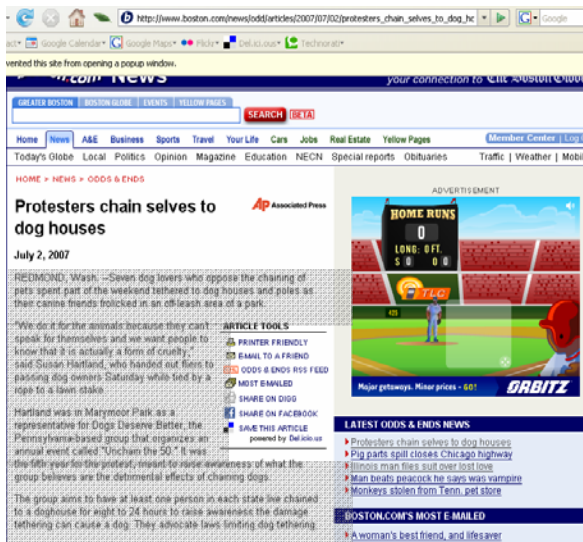 http://www.boston.com/news/odd/articles/2007/07/02/protesters_chain_selves_to_dog_hc
Google
Google Calendar Google Maps Flickr Del.icio.us Technorati
vented this site from opening a popup window.
.com News
your connection to The Boston Glob
GREATER BOSTON BOSTON GLOBE EVENTS YELLOW PAGES
SEARCH BETA
Home News A&E Business Sports Travel Your Life Cars Jobs Real Estate Yellow Pages Member Center | Log
Today's Globe Local Politics Opinion Magazine Education NECN Special reports Obituaries Traffic | Weather | Mobil
HOME > NEWS > ODDS & ENDS
Protesters chain selves to
dog houses
AP Associated Press
July 2, 2007
REDMOND, Wash. --Seven dog lovers who oppose the chaining of
pets spent part of the weekend tethered to dog houses and poles as
their canine friends frolicked in an off-leash area of a park.
"We do it for the animals because they can't
speak for themselves and we want people to
know that it is actually a form of cruelty,"
said Susan Hartland, who handed out fliers to
passing dog owners Saturday while tied by a
rope to a lawn stake.
Hartland was in Marymoor Park as a
representative for Dogs Deserve Better, the
Pennsylvania-based group that organizes an
annual event called "Unchain the 50." It was
the fifth year for the protest, meant to raise awareness of what the
group believes are the detrimental effects of chaining dogs.
The group aims to have at least one person in each state live chained
to a doghouse for eight to 24 hours to raise awareness the damage
tethering can cause a dog. They advocate laws limiting dog tethering.
ARTICLE TOOLS
PRINTER FRIENDLY
E-MAIL TO A FRIEND
RSS ODDS & ENDS RSS FEED
MOST E-MAILED
SHARE ON DIGG
SHARE ON FACEBOOK
SAVE THIS ARTICLE
powered by Del.icio.us
ADVERTISEMENT
HOME RUNS
0
LONG: 0 FT.
S 0 0 0
TLC
405
Major getaways. Minor prices - GO!
ORBITZ
LATEST ODDS & ENDS NEWS
Protesters chain selves to dog houses
Pig parts spill closes Chicago highway
Illinois man files suit over lost love
Man beats peacock he says was vampire
Monkeys stolen from Tenn. pet store
BOSTON.COM'S MOST E-MAILED
A woman's best friend, and lifesaver